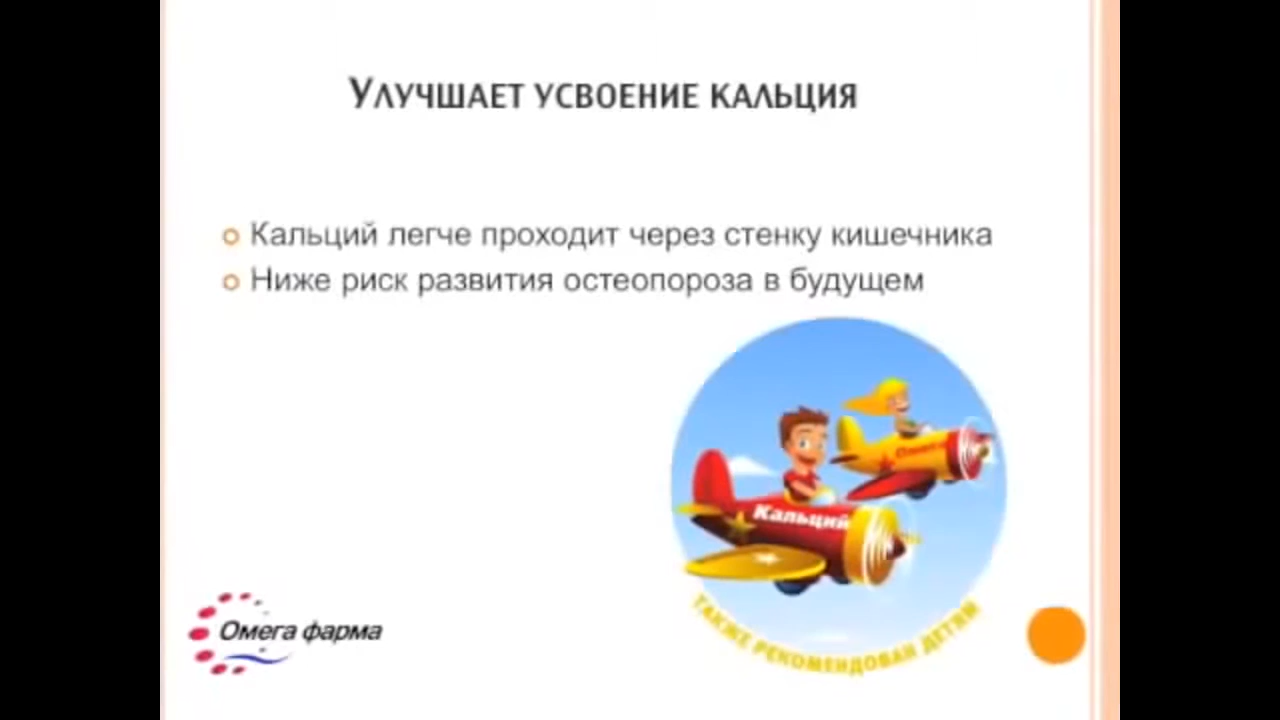 Улучшает усвоение кальция
Кальций легче проходит через стенку кишечника
Ниже риск развития остеопороза в будущем
Омега
Кальций
ТАКЖЕ РЕКОМЕНДОВАН ДЕТЯМ
Омега фарма